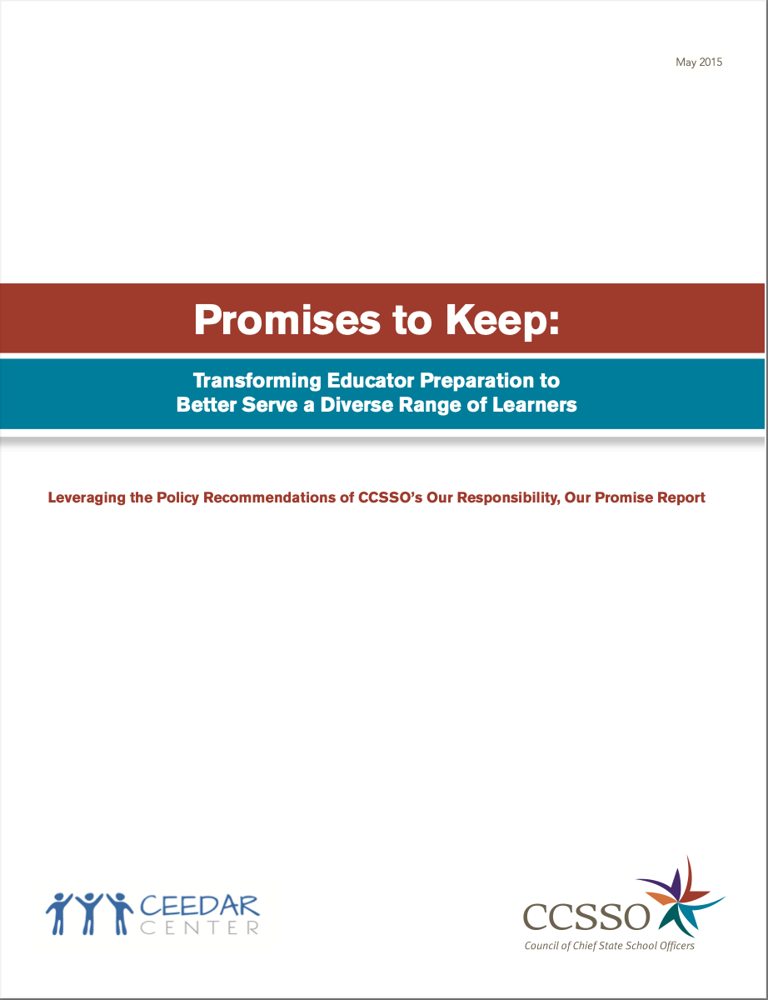 May 2015
Promises to Keep:
Transforming Educator Preparation to
Better Serve a Diverse Range of Learners
Leveraging the Policy Recommendations of CCSSO’s Our Responsibility, Our Promise Report
CEEDAR
CENTER
CCSSO
Council of Chief State School Officers